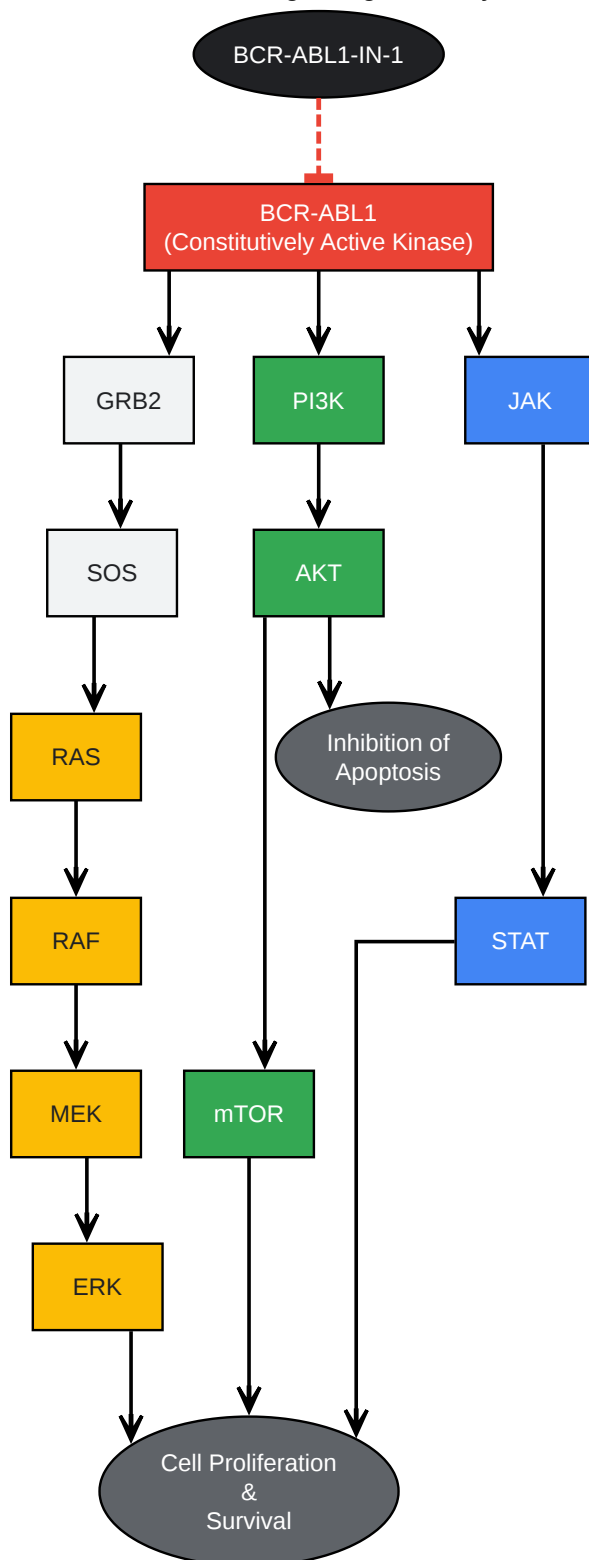 BCR-ABL1-IN-1
BCR-ABL1
(Constitutively Active Kinase)
GRB2
PI3K
JAK
SOS
AKT
RAS
Inhibition of
Apoptosis
RAF
STAT
MEK
mTOR
ERK
Cell Proliferation
&
Survival